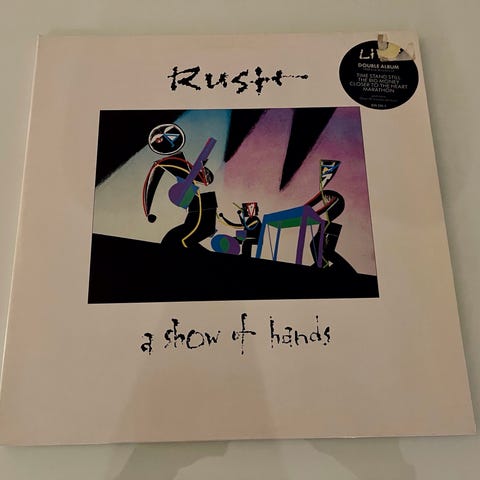 Rush
LIVE
DOUBLE ALBUM
TIME STAND STILL
THE BIG MONEY
CLOSER TO THE HEART
MARATHON
a show of hands